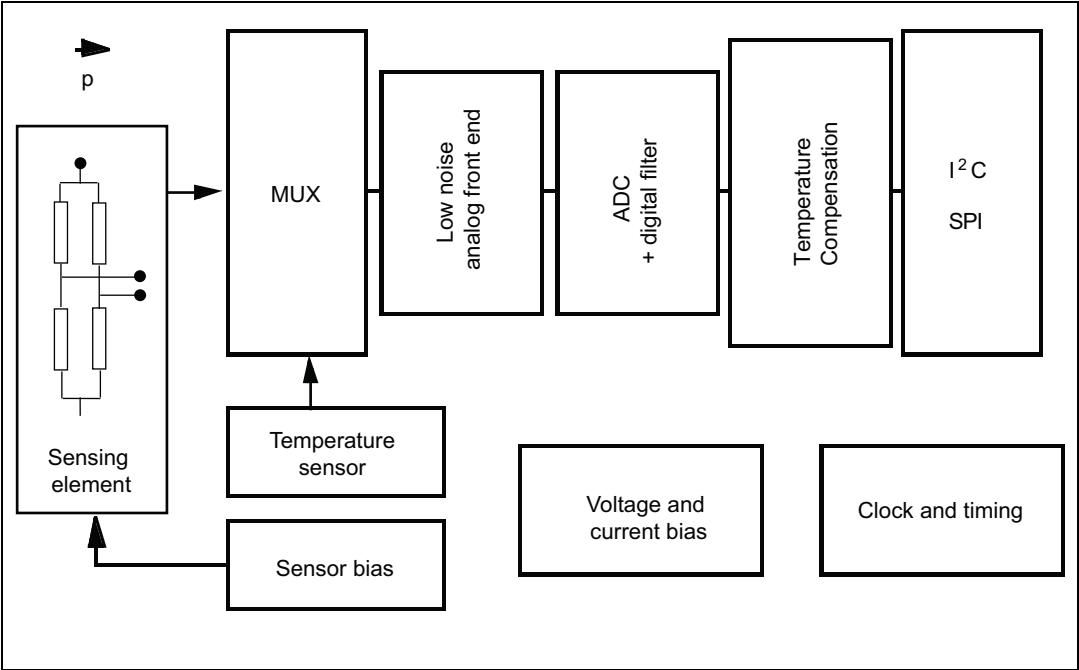 p
Sensing
element
MUX
Low noise
analog front end
ADC
+ digital filter
Temperature
Compensation
I²C
SPI
Temperature
sensor
Sensor bias
Voltage and
current bias
Clock and timing